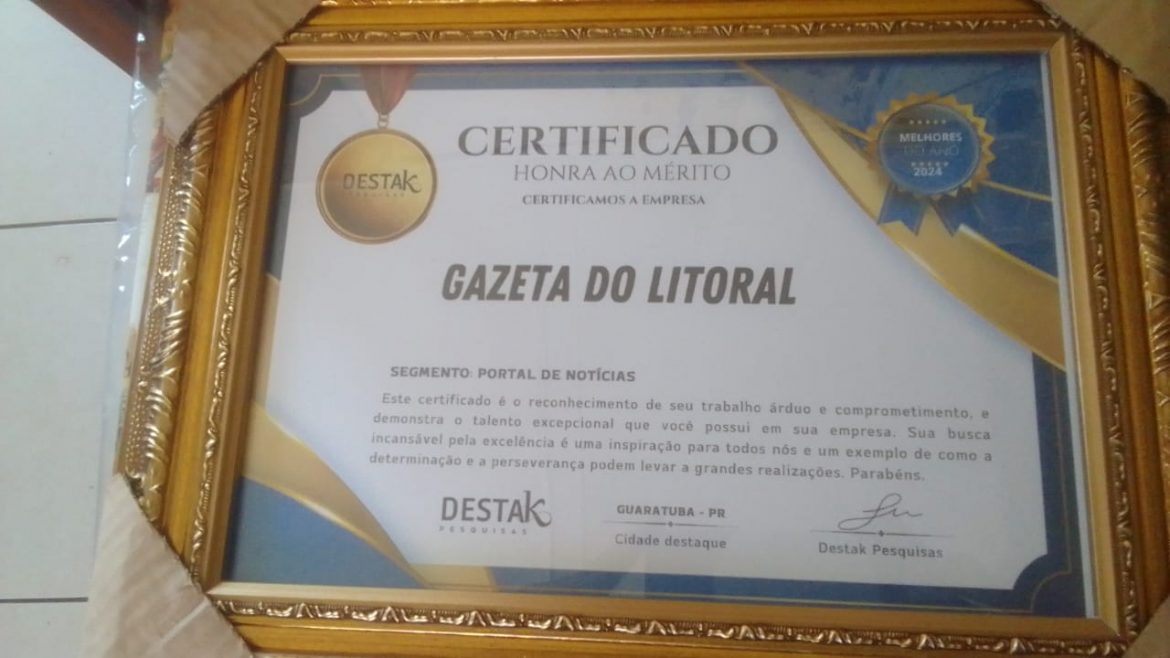 CERTIFICADO
HONRA AO MÉRITO
CERTIFICAMOS A EMPRESA
DESTAK
PESQUISAS
MELHORES
DO ANO
2024
GAZETA DO LITORAL
SEGMENTO: PORTAL DE NOTÍCIAS
Este certificado é o reconhecimento de seu trabalho árduo e comprometimento, e
demonstra o talento excepcional que você possui em sua empresa. Sua busca
incansável pela excelência é uma inspiração para todos nós e um exemplo de como a
determinação e a perseverança podem levar a grandes realizações. Parabéns.
DESTAK
PESQUISAS
GUARATUBA - PR
Cidade destaque
Destak Pesquisas